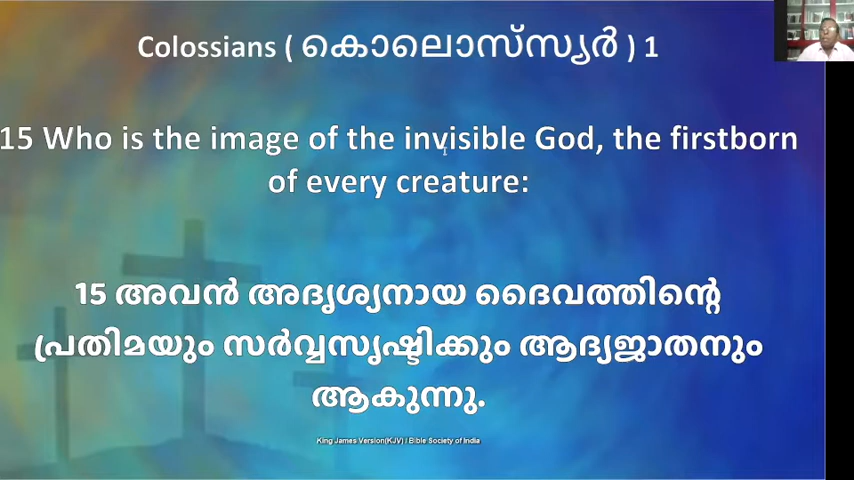 Colossians ( കൊലൊസ്സ്യർ ) 1
15 Who is the image of the invisible God, the firstborn
of every creature:
15 അവൻ അദൃശ്യനായ ദൈവത്തിന്റെ
പ്രതിമയും സർവ്വസൃഷ്ടിക്കും ആദ്യജാതനും
ആകുന്നു.
King James Version(KJV) | Bible Society of India